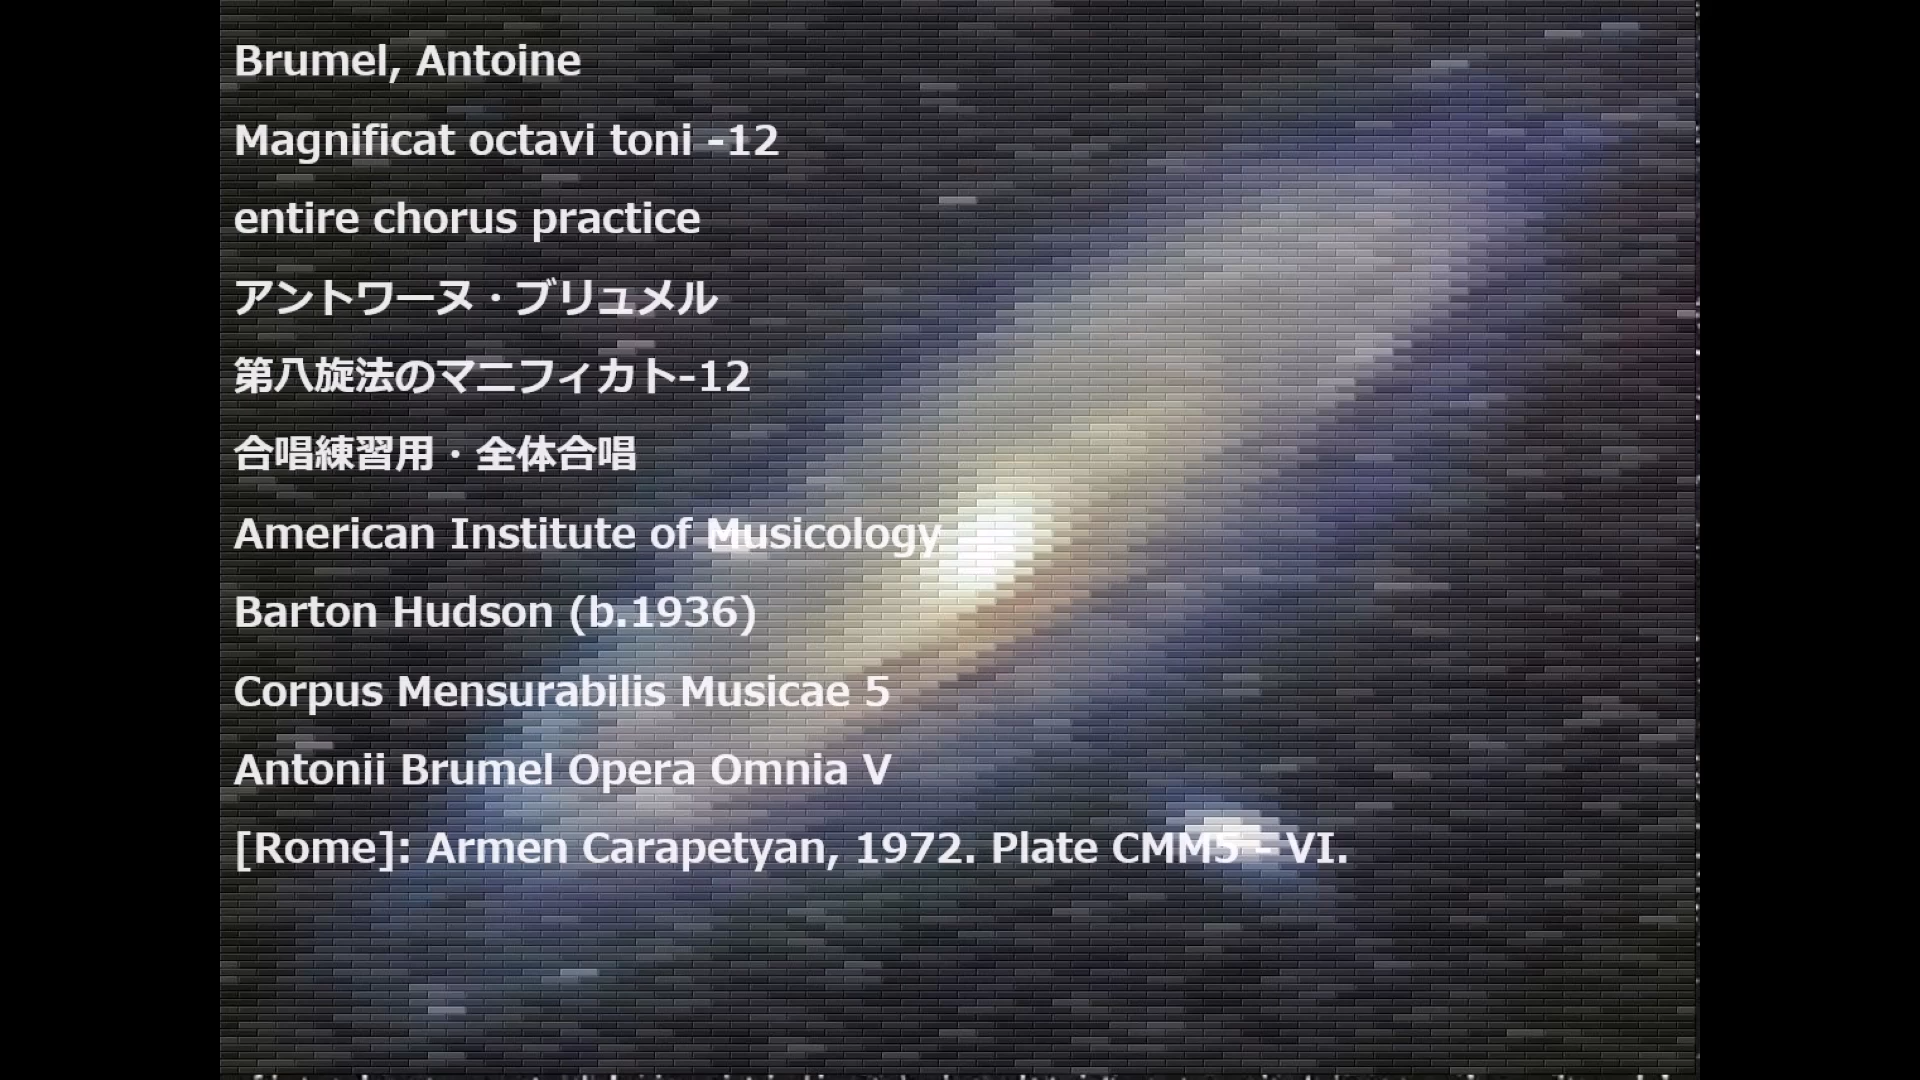 Brumel, Antoine
Magnificat octavi toni -12
entire chorus practice
アントワーヌ・ブリュメル
第八旋法のマニフィカト-12
合唱練習用・全体合唱
American Institute of Musicology
Barton Hudson (b.1936)
Corpus Mensurabilis Musicae 5
Antonii Brumel Opera Omnia V
[Rome]: Armen Carapetyan, 1972. Plate CMM5 - VI.